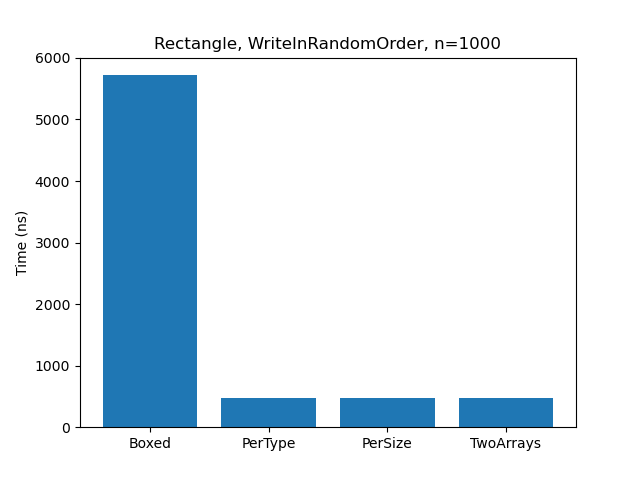 Rectangle, WriteInRandomOrder, n=1000
Time (ns)
6000
5000
4000
3000
2000
1000
0
Boxed PerType PerSize TwoArrays